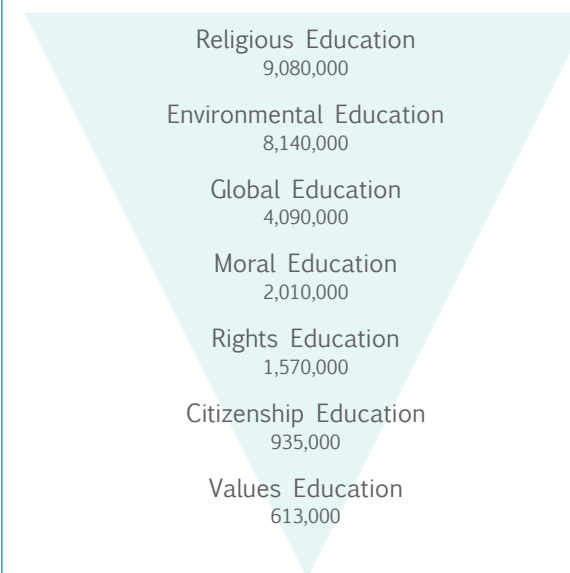 Religious Education
9,080,000
Environmental Education
8,140,000
Global Education
4,090,000
Moral Education
2,010,000
Rights Education
1,570,000
Citizenship Education
935,000
Values Education
613,000